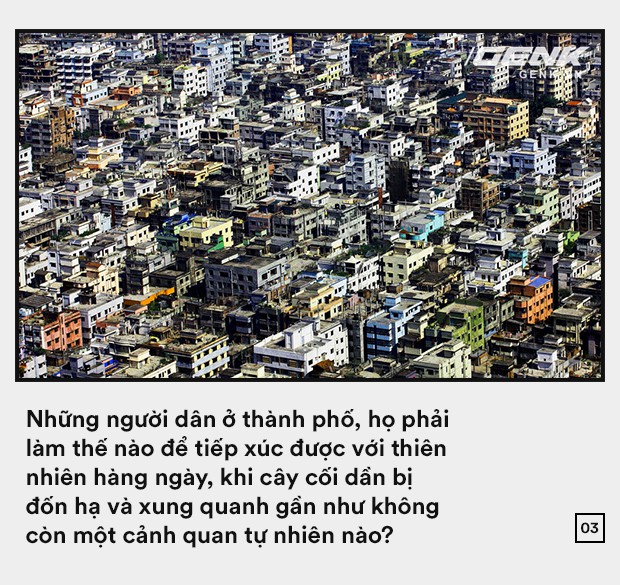 GENK
GENK.VN
Những người dân ở thành phố, họ phải
làm thế nào để tiếp xúc được với thiên
nhiên hàng ngày, khi cây cối dần bị
đốn hạ và xung quanh gần như không
còn một cảnh quan tự nhiên nào?
03